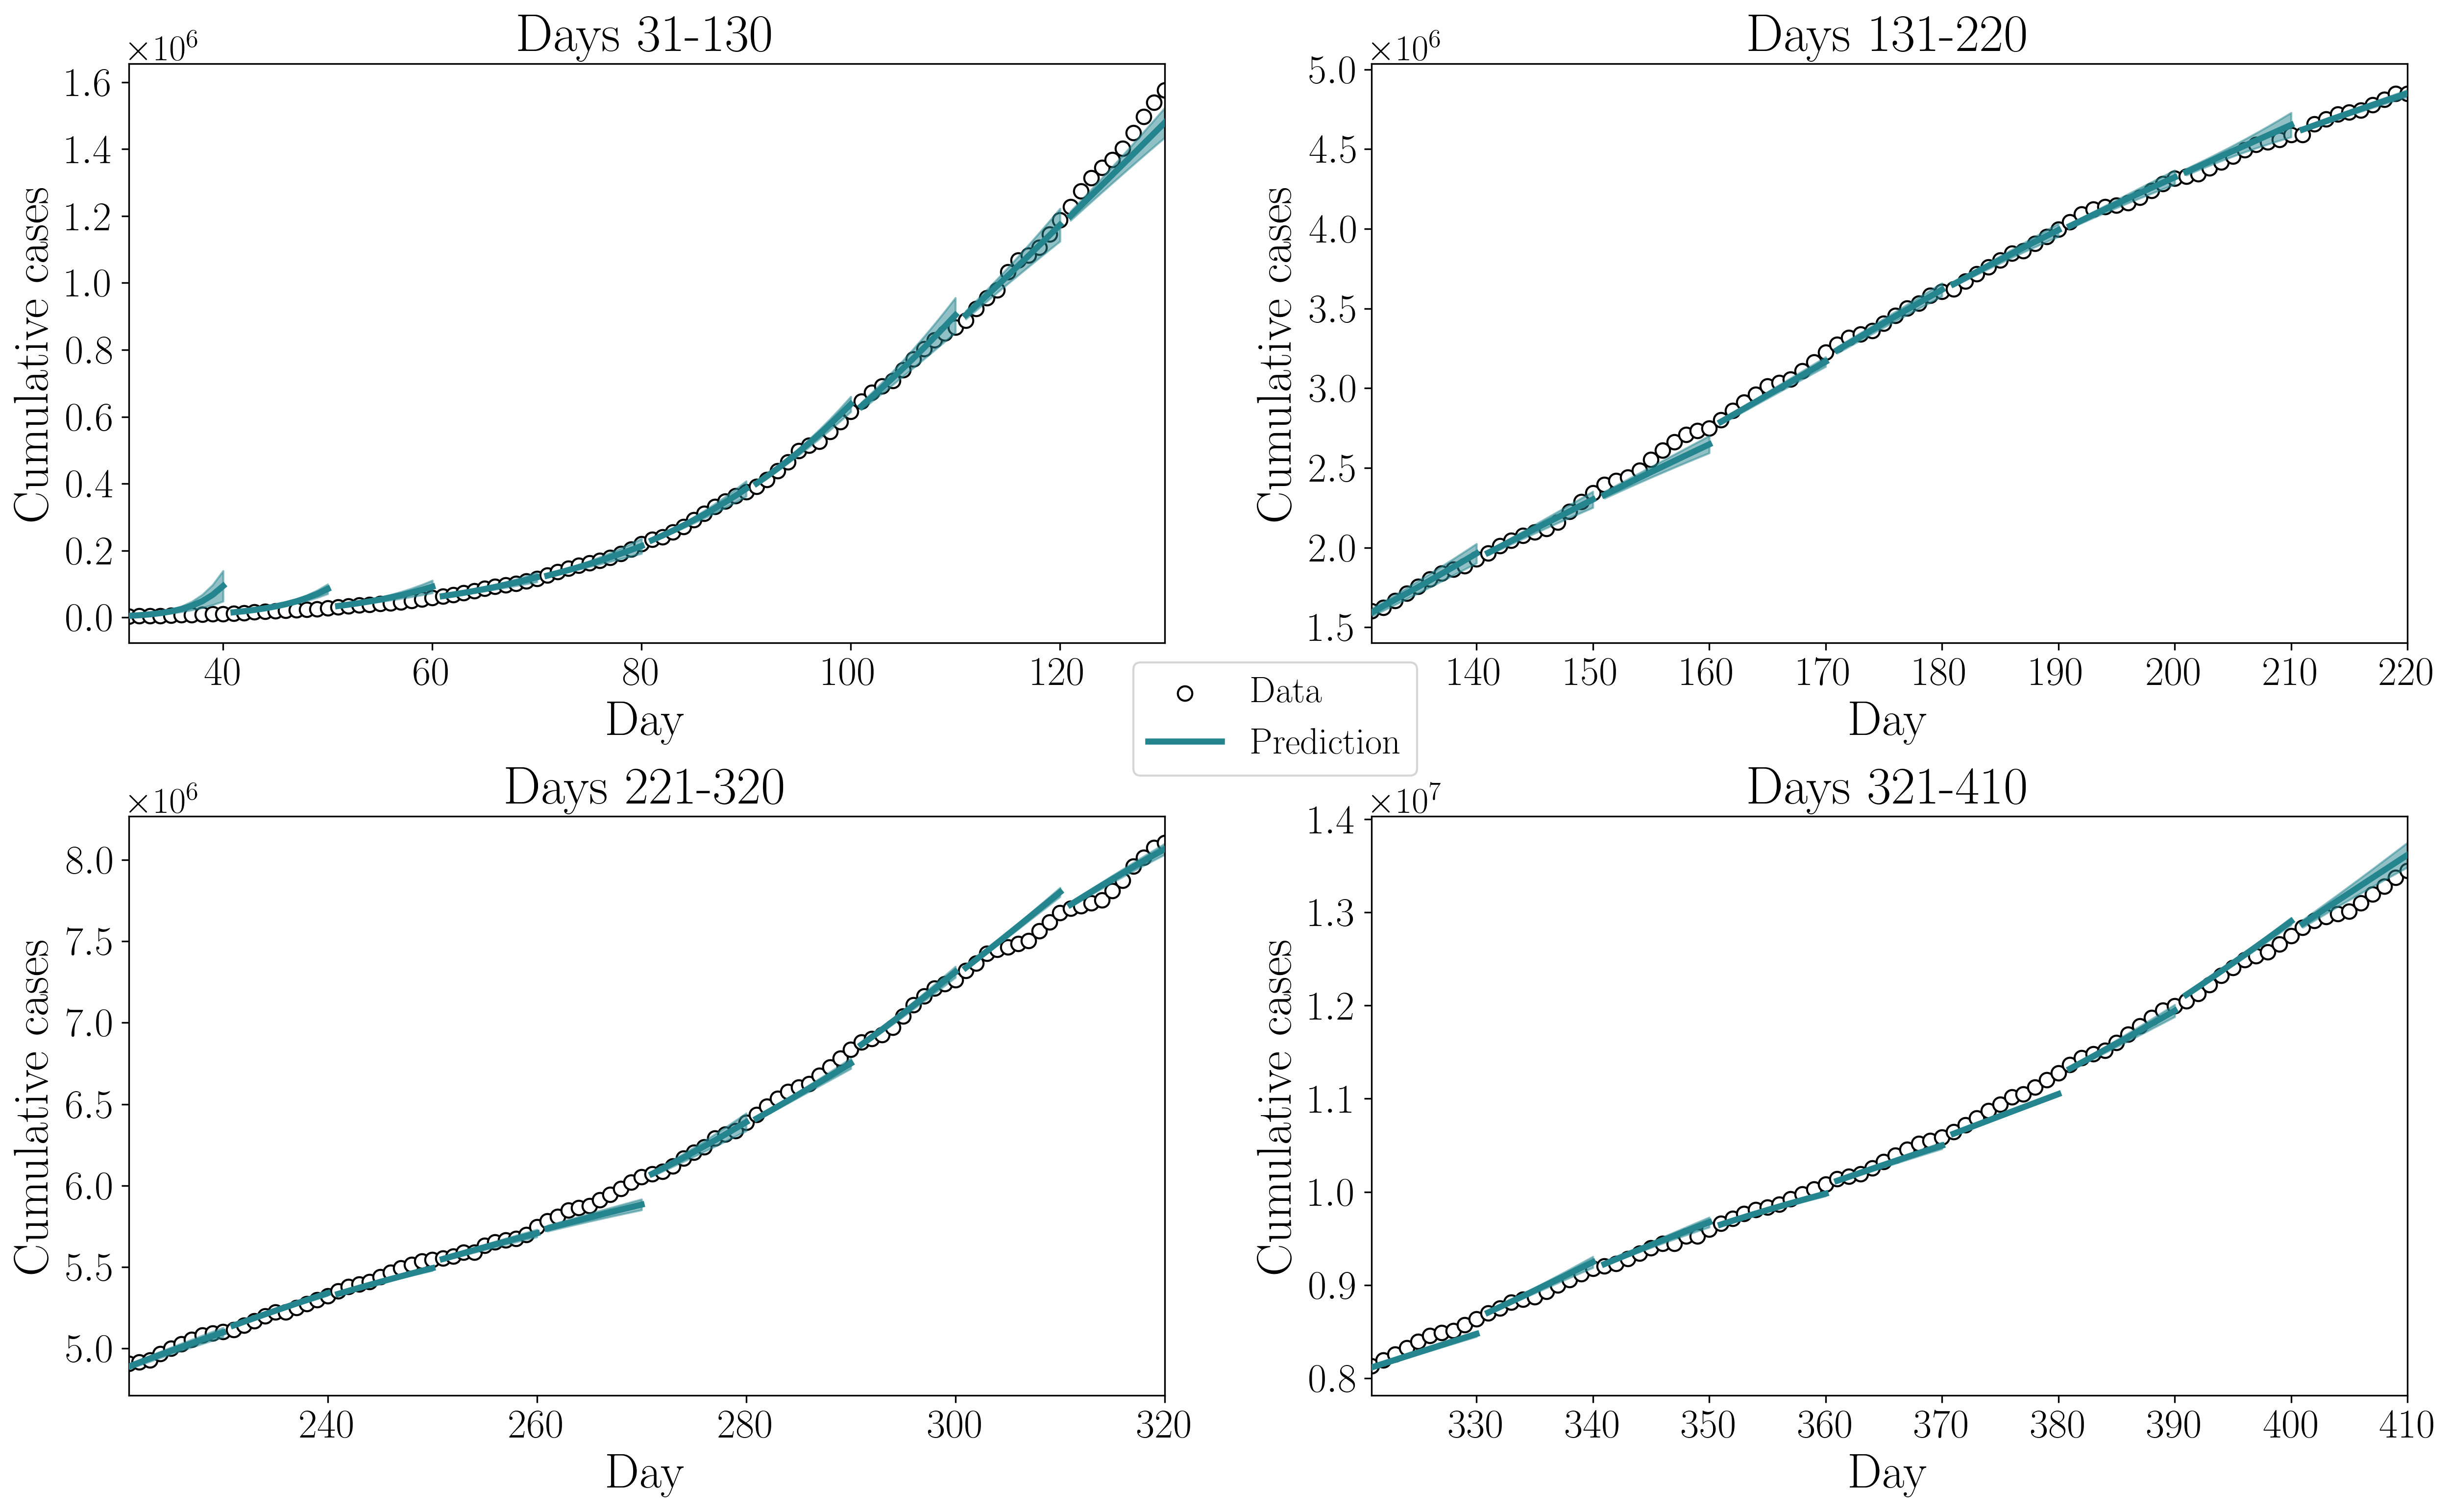 Days 31-130
×10⁶
1.6
1.4
1.2
1.0
0.8
0.6
0.4
0.2
0.0
Cumulative cases
40 60 80 100 120
Day
Days 131-220
×10⁶
5.0
4.5
4.0
3.5
3.0
2.5
2.0
1.5
Cumulative cases
140 150 160 170 180 190 200 210 220
Day
Data
Prediction
Days 221-320
×10⁶
8.0
7.5
7.0
6.5
6.0
5.5
5.0
Cumulative cases
240 260 280 300 320
Day
Days 321-410
×10⁷
1.4
1.3
1.2
1.1
1.0
0.9
0.8
Cumulative cases
330 340 350 360 370 380 390 400 410
Day